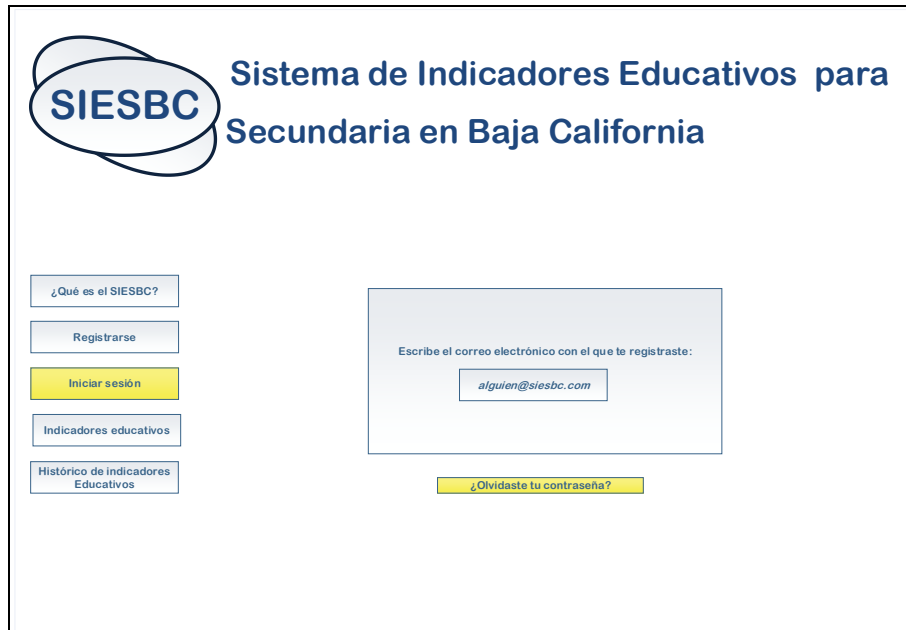 SIESBC
Sistema de Indicadores Educativos para
Secundaria en Baja California
¿Qué es el SIESBC?
Registrarse
Iniciar sesión
Indicadores educativos
Histórico de indicadores
Educativos
Escribe el correo electrónico con el que te registraste:
alguien@siesbc.com
¿Olvidaste tu contraseña?